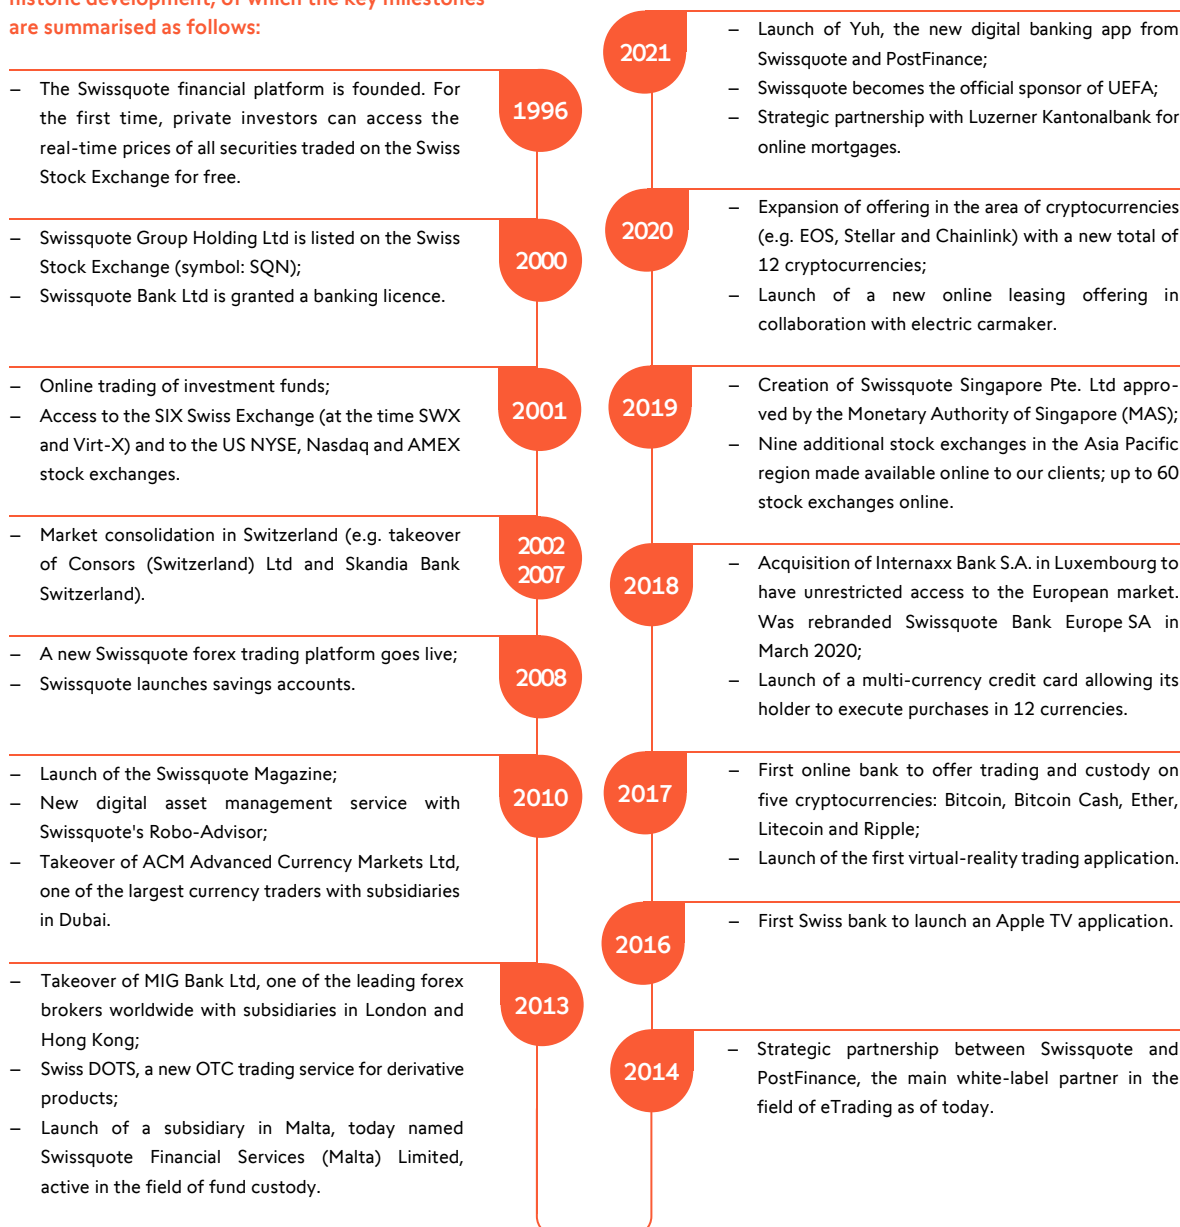 historic development, of which the key milestones
are summarised as follows:
1996
– The Swissquote financial platform is founded. For
the first time, private investors can access the
real-time prices of all securities traded on the Swiss
Stock Exchange for free.
2000
– Swissquote Group Holding Ltd is listed on the Swiss
Stock Exchange (symbol: SQN);
– Swissquote Bank Ltd is granted a banking licence.
2001
– Online trading of investment funds;
– Access to the SIX Swiss Exchange (at the time SWX
and Virt-X) and to the US NYSE, Nasdaq and AMEX
stock exchanges.
2002
2007
– Market consolidation in Switzerland (e.g. takeover
of Consors (Switzerland) Ltd and Skandia Bank
Switzerland).
2008
– A new Swissquote forex trading platform goes live;
– Swissquote launches savings accounts.
2010
– Launch of the Swissquote Magazine;
– New digital asset management service with
Swissquote's Robo-Advisor;
– Takeover of ACM Advanced Currency Markets Ltd,
one of the largest currency traders with subsidiaries
in Dubai.
2013
– Takeover of MIG Bank Ltd, one of the leading forex
brokers worldwide with subsidiaries in London and
Hong Kong;
– Swiss DOTS, a new OTC trading service for derivative
products;
– Launch of a subsidiary in Malta, today named
Swissquote Financial Services (Malta) Limited,
active in the field of fund custody.
2021
– Launch of Yuh, the new digital banking app from
Swissquote and PostFinance;
– Swissquote becomes the official sponsor of UEFA;
– Strategic partnership with Luzerner Kantonalbank for
online mortgages.
2020
– Expansion of offering in the area of cryptocurrencies
(e.g. EOS, Stellar and Chainlink) with a new total of
12 cryptocurrencies;
– Launch of a new online leasing offering in
collaboration with electric carmaker.
2019
– Creation of Swissquote Singapore Pte. Ltd appro-
ved by the Monetary Authority of Singapore (MAS);
– Nine additional stock exchanges in the Asia Pacific
region made available online to our clients; up to 60
stock exchanges online.
2018
– Acquisition of Internaxx Bank S.A. in Luxembourg to
have unrestricted access to the European market.
Was rebranded Swissquote Bank Europe SA in
March 2020;
– Launch of a multi-currency credit card allowing its
holder to execute purchases in 12 currencies.
2017
– First online bank to offer trading and custody on
five cryptocurrencies: Bitcoin, Bitcoin Cash, Ether,
Litecoin and Ripple;
– Launch of the first virtual-reality trading application.
2016
– First Swiss bank to launch an Apple TV application.
2014
– Strategic partnership between Swissquote and
PostFinance, the main white-label partner in the
field of eTrading as of today.